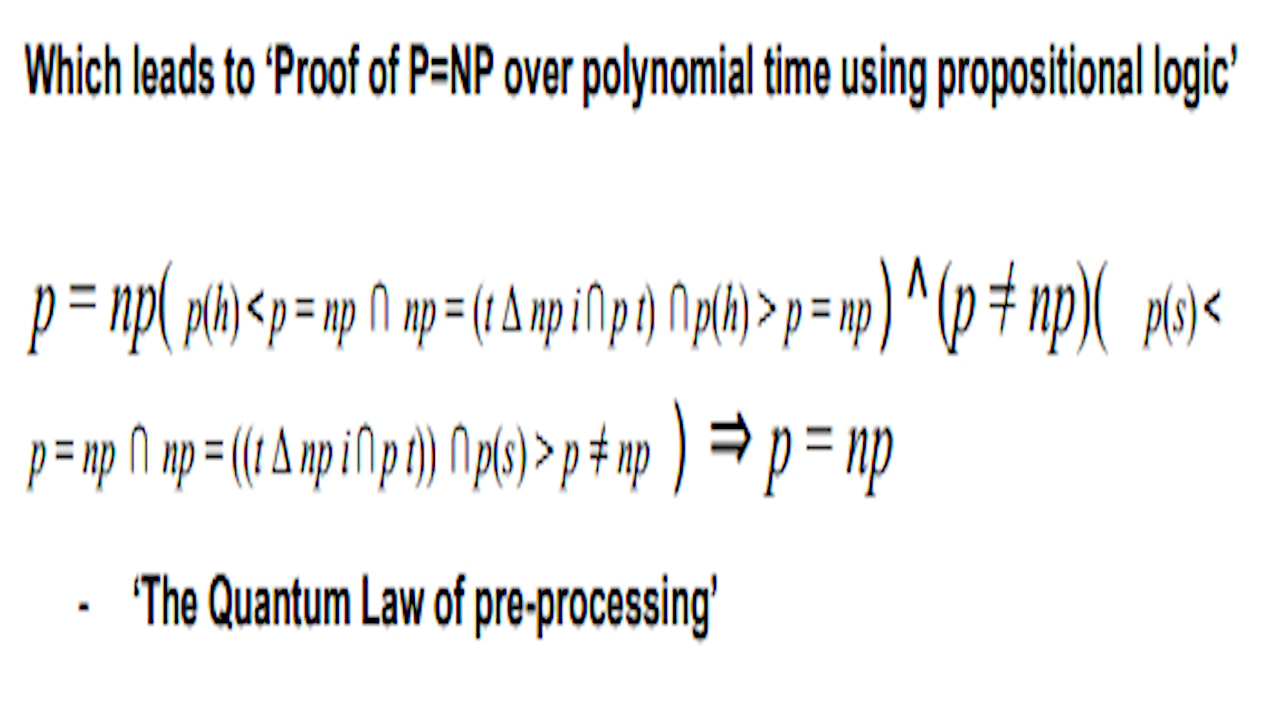 Which leads to ‘Proof of P=NP over polynomial time using propositional logic’
p = np( p(h) < p = np ∩ np = (t Δ np i ∩ p t) ∩ p(h) > p = np ) ^ (p ≠ np)( p(s) <
p = np ∩ np = ((t Δ np i ∩ p t)) ∩ p(s) > p ≠ np ) ⇒ p = np
- ‘The Quantum Law of pre-processing’